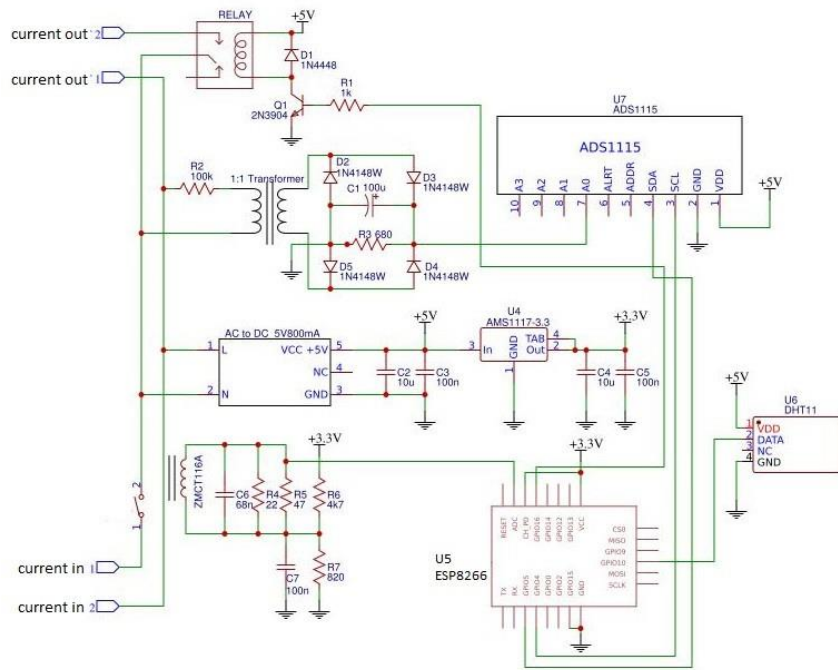 RELAY
+5V
current out 2
D1
1N4448
current out 1
R1
1k
Q1
2N3904
U7
ADS1115
ADS1115
A3
A2
A1
A0
ALRT
ADDR
SDA
SCL
GND
VDD
10
9
8
7
6
5
4
3
2
1
+5V
R2
100k
1:1 Transformer
D2
1N4148W
D3
1N4148W
C1 100u
+
R3 680
D5
1N4148W
D4
1N4148W
AC to DC 5V800mA
1 L
VCC +5V 5
NC 4
2 N
GND 3
+5V
C2
10u
C3
100n
U4
AMS1117-3.3
3 In
GND
1
TAB 4
Out 2
+3.3V
C4
10u
C5
100n
+5V
U6
DHT11
1 VDD
2 DATA
3 NC
4 GND
ZMCT116A
C6
68n
R4
22
R5
47
+3.3V
R6
4k7
C7
100n
R7
820
2
1
current in 1
current in 2
+3.3V
U5
ESP8266
RESET
ADC
CH_PD
GPIO16
GPIO14
GPIO12
GPIO13
VCC
CS0
MISO
GPIO9
GPIO10
MOSI
SCLK
TX
RX
GPIO5
GPIO4
GPIO0
GPIO2
GPIO15
GND